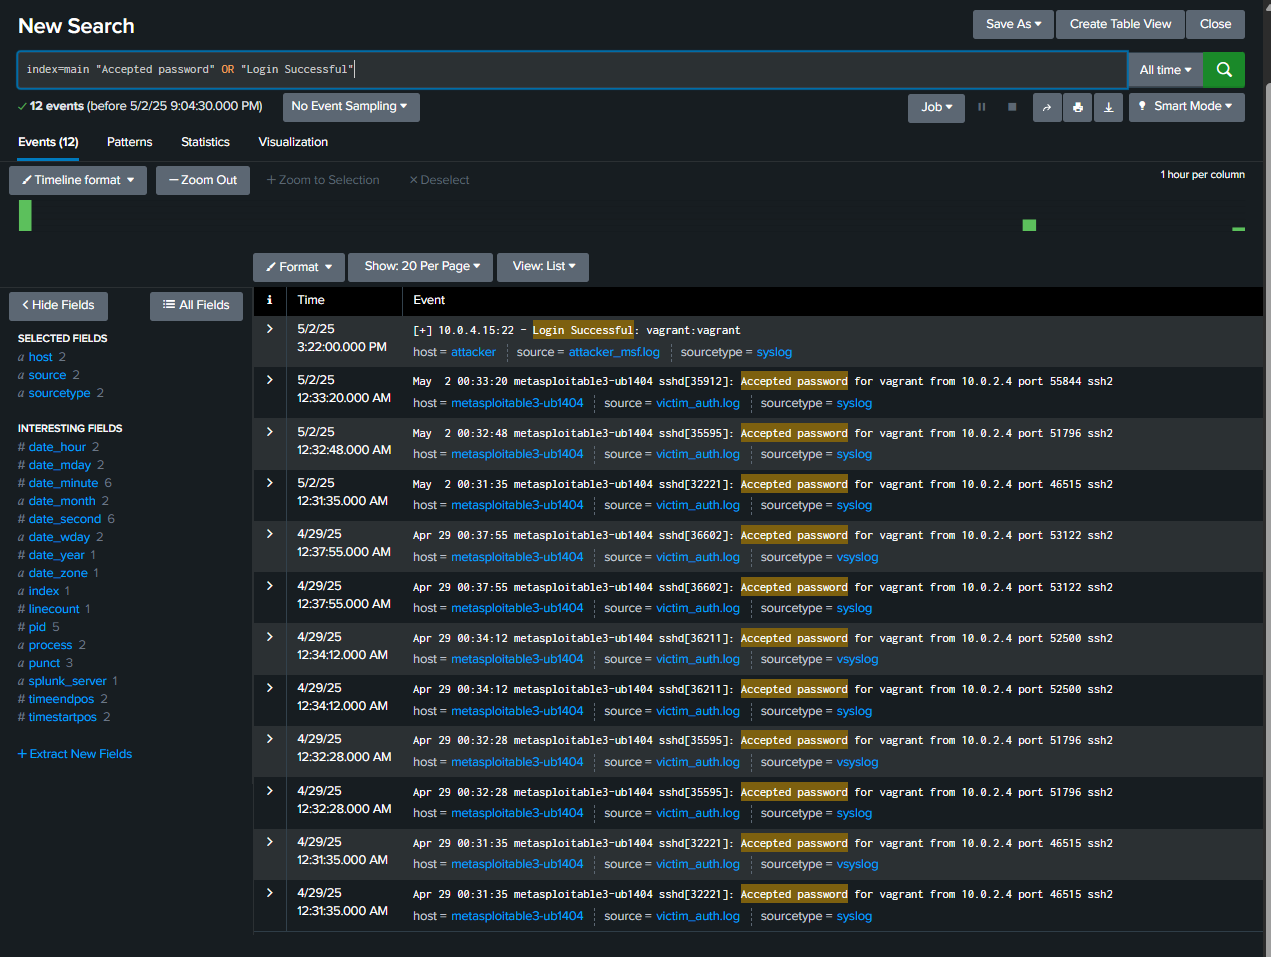 New Search
Save As ▾
Create Table View
Close
index=main "Accepted password" OR "Login Successful"
All time ▾
✓ 12 events (before 5/2/25 9:04:30.000 PM)
No Event Sampling ▾
Job ▾
Smart Mode ▾
Events (12)
Patterns
Statistics
Visualization
Timeline format ▾
— Zoom Out
+ Zoom to Selection
× Deselect
1 hour per column
Format ▾
Show: 20 Per Page ▾
View: List ▾
< Hide Fields
All Fields
SELECTED FIELDS
a host 2
a source 2
a sourcetype 2
INTERESTING FIELDS
# date_hour 2
# date_mday 2
# date_minute 6
a date_month 2
# date_second 6
a date_wday 2
# date_year 1
a date_zone 1
a index 1
# linecount 1
# pid 5
a process 2
a punct 3
a splunk_server 1
# timeendpos 2
# timestartpos 2
+ Extract New Fields
i Time Event
5/2/25
3:22:00.000 PM
[+] 10.0.4.15:22 - Login Successful: vagrant:vagrant
host = attacker source = attacker_msf.log sourcetype = syslog
5/2/25
12:33:20.000 AM
May 2 00:33:20 metasploitable3-ub1404 sshd[35912]: Accepted password for vagrant from 10.0.2.4 port 55844 ssh2
host = metasploitable3-ub1404 source = victim_auth.log sourcetype = syslog
5/2/25
12:32:48.000 AM
May 2 00:32:48 metasploitable3-ub1404 sshd[35595]: Accepted password for vagrant from 10.0.2.4 port 51796 ssh2
host = metasploitable3-ub1404 source = victim_auth.log sourcetype = syslog
5/2/25
12:31:35.000 AM
May 2 00:31:35 metasploitable3-ub1404 sshd[32221]: Accepted password for vagrant from 10.0.2.4 port 46515 ssh2
host = metasploitable3-ub1404 source = victim_auth.log sourcetype = syslog
4/29/25
12:37:55.000 AM
Apr 29 00:37:55 metasploitable3-ub1404 sshd[36602]: Accepted password for vagrant from 10.0.2.4 port 53122 ssh2
host = metasploitable3-ub1404 source = victim_auth.log sourcetype = vsyslog
4/29/25
12:37:55.000 AM
Apr 29 00:37:55 metasploitable3-ub1404 sshd[36602]: Accepted password for vagrant from 10.0.2.4 port 53122 ssh2
host = metasploitable3-ub1404 source = victim_auth.log sourcetype = syslog
4/29/25
12:34:12.000 AM
Apr 29 00:34:12 metasploitable3-ub1404 sshd[36211]: Accepted password for vagrant from 10.0.2.4 port 52500 ssh2
host = metasploitable3-ub1404 source = victim_auth.log sourcetype = vsyslog
4/29/25
12:34:12.000 AM
Apr 29 00:34:12 metasploitable3-ub1404 sshd[36211]: Accepted password for vagrant from 10.0.2.4 port 52500 ssh2
host = metasploitable3-ub1404 source = victim_auth.log sourcetype = syslog
4/29/25
12:32:28.000 AM
Apr 29 00:32:28 metasploitable3-ub1404 sshd[35595]: Accepted password for vagrant from 10.0.2.4 port 51796 ssh2
host = metasploitable3-ub1404 source = victim_auth.log sourcetype = vsyslog
4/29/25
12:32:28.000 AM
Apr 29 00:32:28 metasploitable3-ub1404 sshd[35595]: Accepted password for vagrant from 10.0.2.4 port 51796 ssh2
host = metasploitable3-ub1404 source = victim_auth.log sourcetype = syslog
4/29/25
12:31:35.000 AM
Apr 29 00:31:35 metasploitable3-ub1404 sshd[32221]: Accepted password for vagrant from 10.0.2.4 port 46515 ssh2
host = metasploitable3-ub1404 source = victim_auth.log sourcetype = vsyslog
4/29/25
12:31:35.000 AM
Apr 29 00:31:35 metasploitable3-ub1404 sshd[32221]: Accepted password for vagrant from 10.0.2.4 port 46515 ssh2
host = metasploitable3-ub1404 source = victim_auth.log sourcetype = syslog